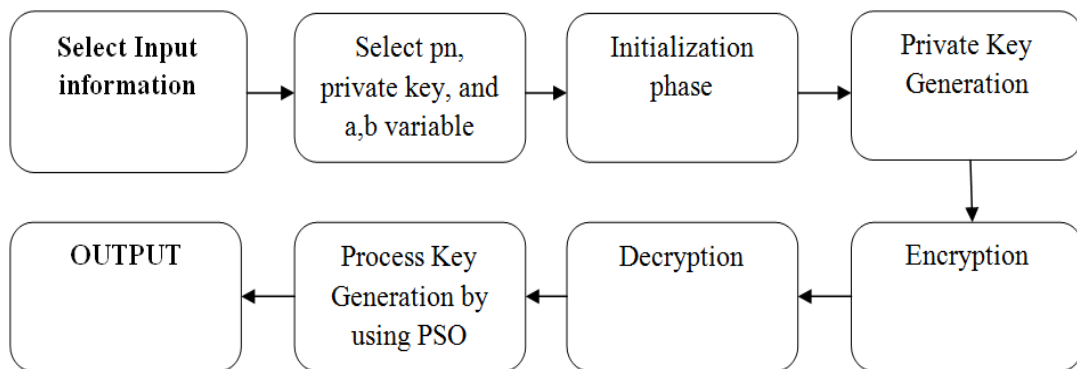 Select Input
information
Select pn,
private key, and
a,b variable
Initialization
phase
Private Key
Generation
Encryption
Decryption
Process Key
Generation by
using PSO
OUTPUT